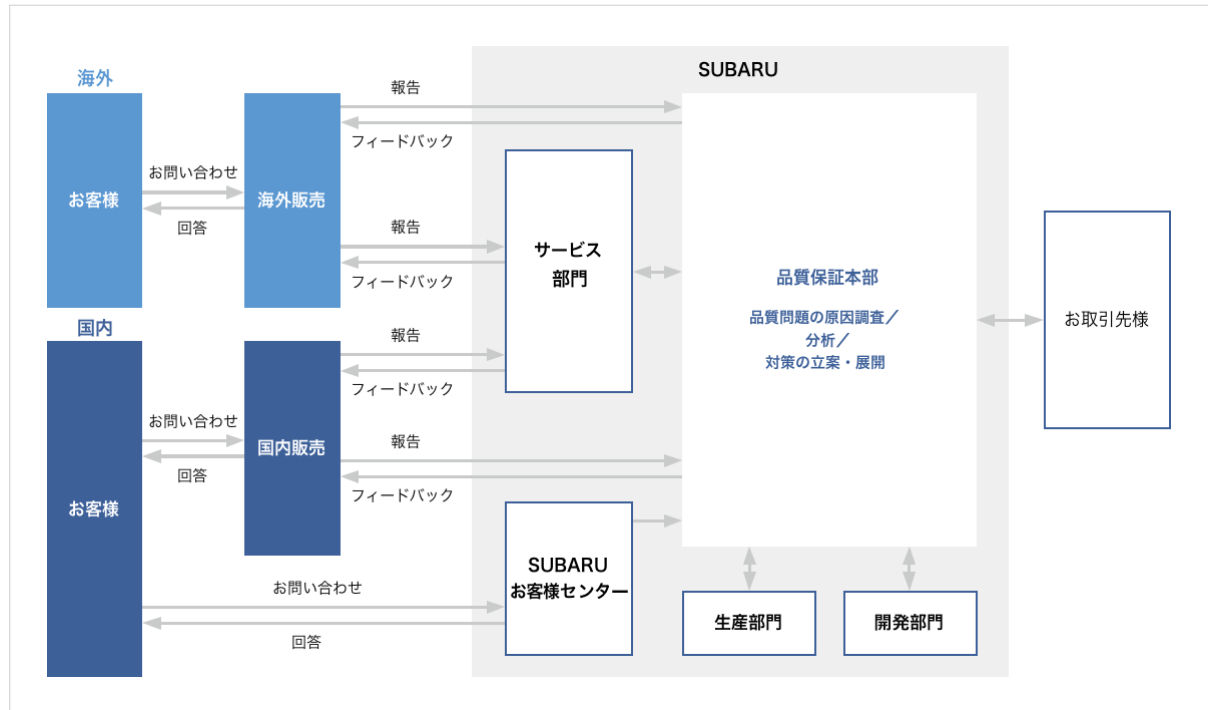 SUBARU
海外
報告
フィードバック
お問い合わせ
お客様
海外販売
回答
報告
フィードバック
サービス
部門
品質保証本部
品質問題の原因調査／
分析／
対策の立案・展開
お取引先様
国内
報告
フィードバック
お問い合わせ
国内販売
回答
報告
フィードバック
お客様
SUBARU
お客様センター
お問い合わせ
回答
生産部門
開発部門